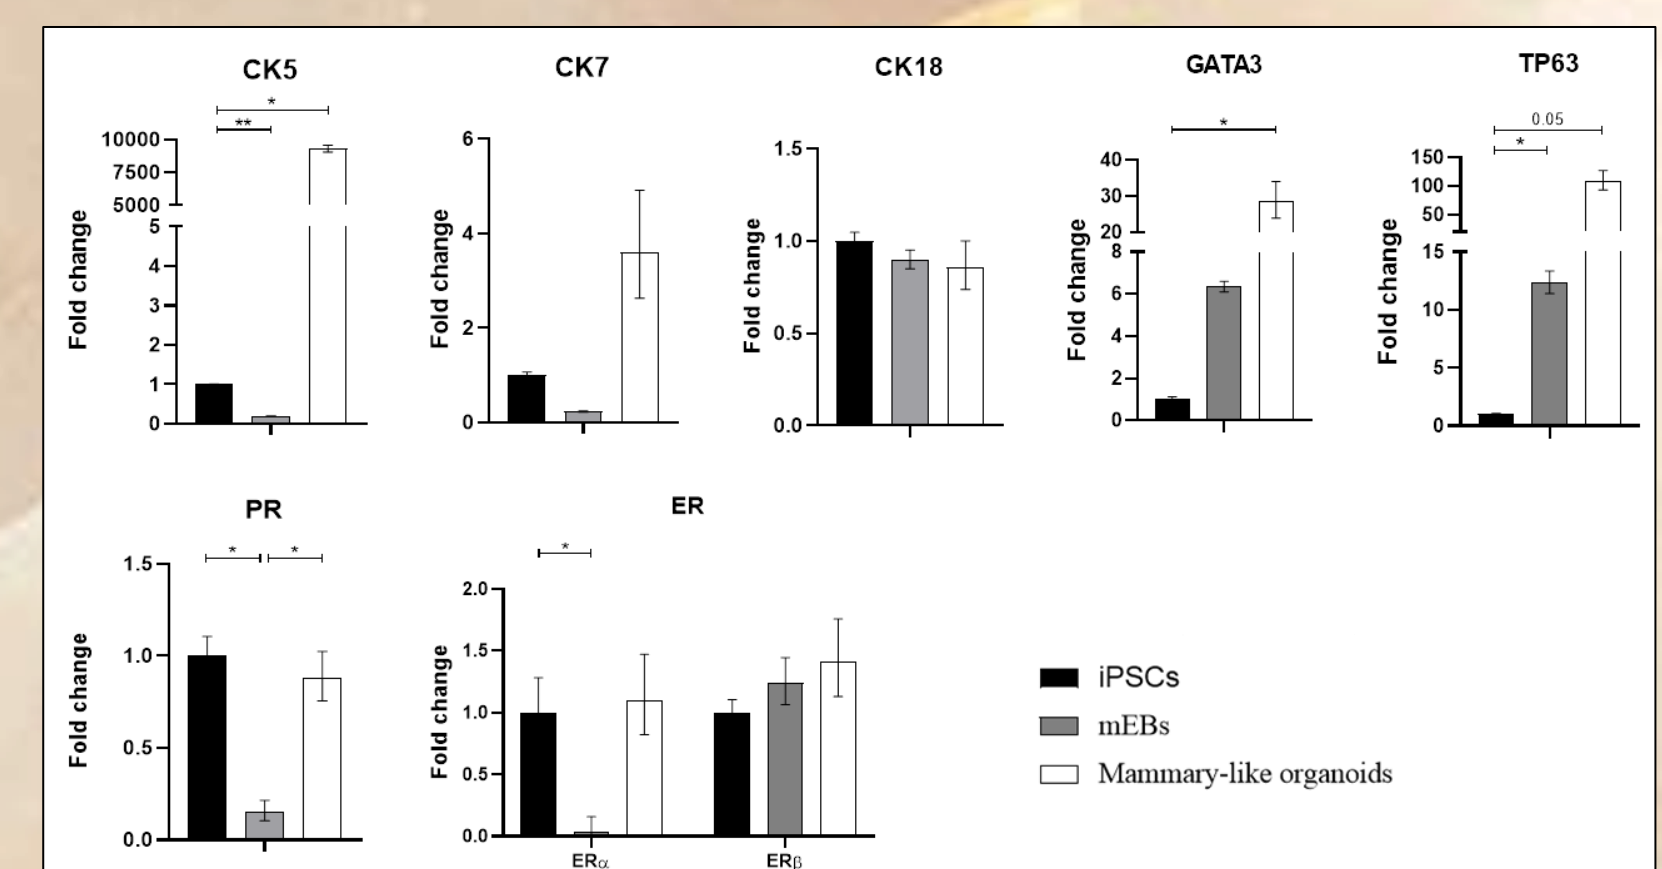 CK5
*
**
10000
7500
5000
5
4
3
2
1
0
Fold change
CK7
6
4
2
0
Fold change
CK18
1.5
1.0
0.5
0.0
Fold change
GATA3
*
40
30
20
8
6
4
2
0
Fold change
TP63
0.05
*
150
100
50
15
10
5
0
Fold change
PR
* *
1.5
1.0
0.5
0.0
Fold change
ER
*
2.0
1.5
1.0
0.5
0.0
Fold change
ERα ERβ
iPSCs
mEBs
Mammary-like organoids